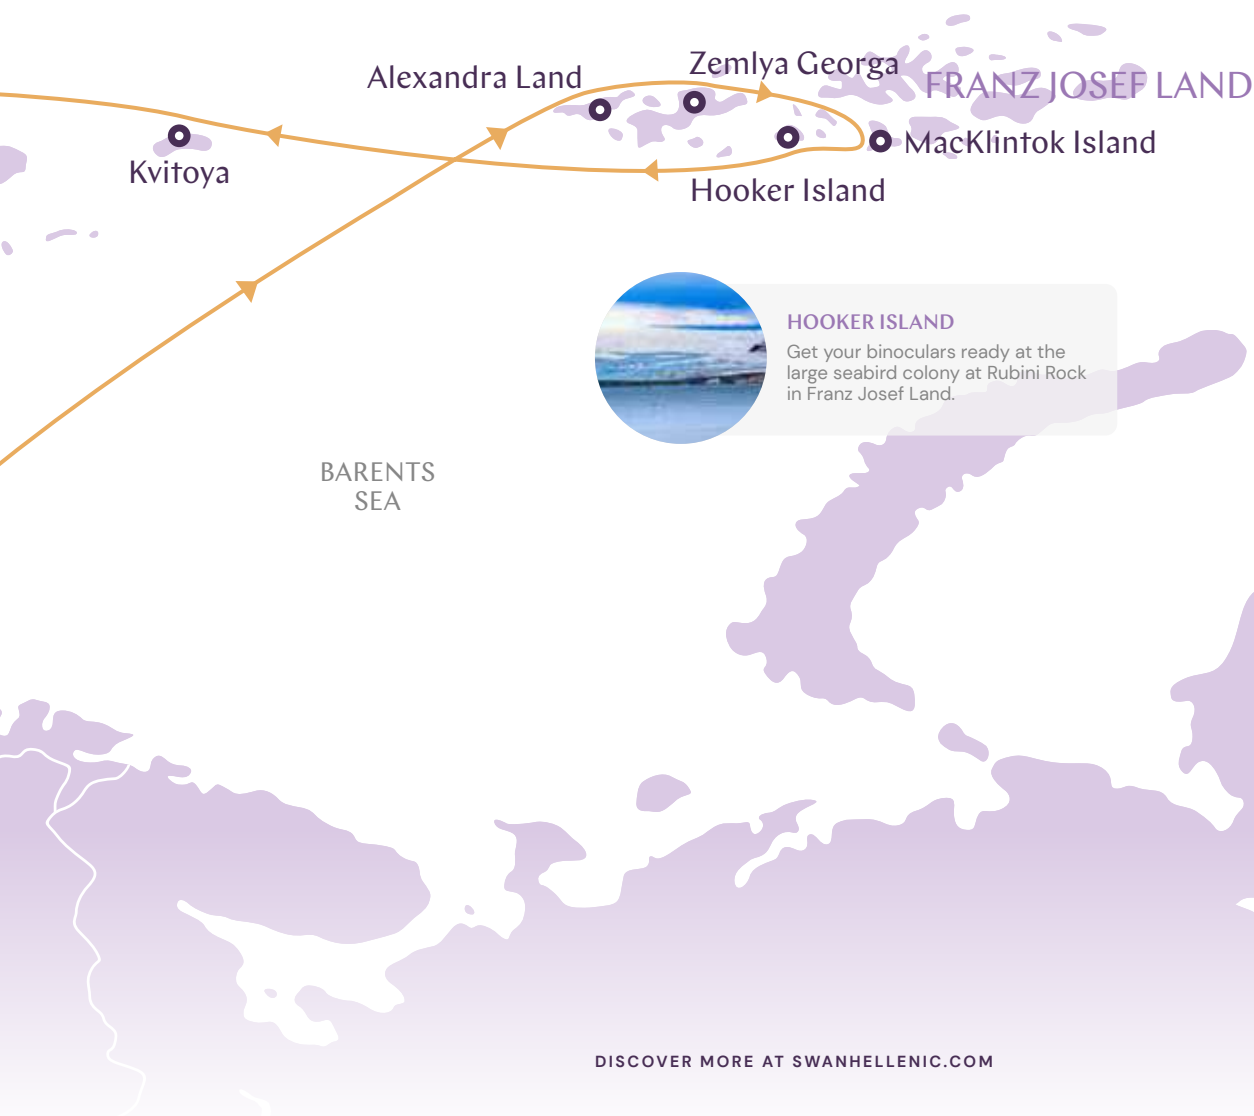 Zemlya Georga
Alexandra Land
FRANZ JOSEF LAND
MacKlintok Island
Kvitoya
Hooker Island
HOOKER ISLAND
Get your binoculars ready at the
large seabird colony at Rubini Rock
in Franz Josef Land.
BARENTS
SEA
DISCOVER MORE AT SWANHELLENIC.COM